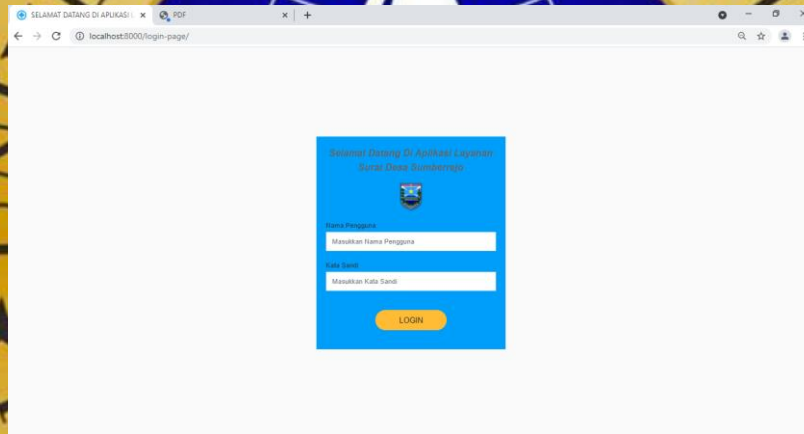 SELAMAT DATANG DI APLIKASI L
PDF
localhost:8000/login-page/
Selamat Datang Di Aplikasi Layanan
Surat Desa Sumberrejo
Nama Pengguna
Masukkan Nama Pengguna
Kata Sandi
Masukkan Kata Sandi
LOGIN